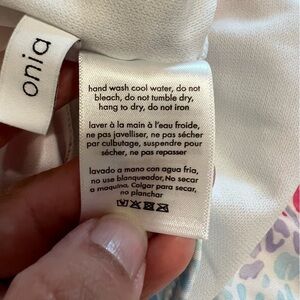 onia
hand wash cool water, do not
bleach, do not tumble dry,
hang to dry, do not iron
laver à la main à l'eau froide,
ne pas javelliser, ne pas sécher
par culbutage, suspendre pour
sécher, ne pas repasser
lavado a mano agua fria,
no use blanqueador, No secar
a maquina, Colgar para secar,
no planchar